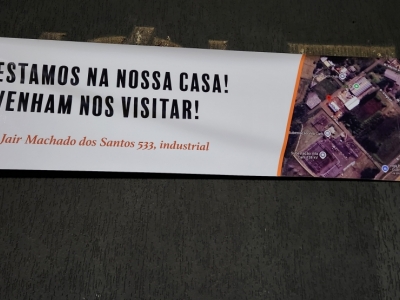 ESTAMOS NA NOSSA CASA!
VENHAM NOS VISITAR!
Jair Machado dos Santos 533, industrial